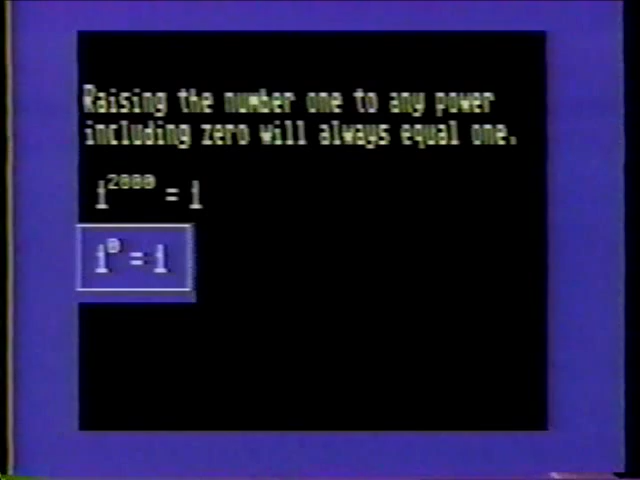 Raising the number one to any power
including zero will always equal one.
1²⁰⁰⁰ = 1
1⁰ = 1